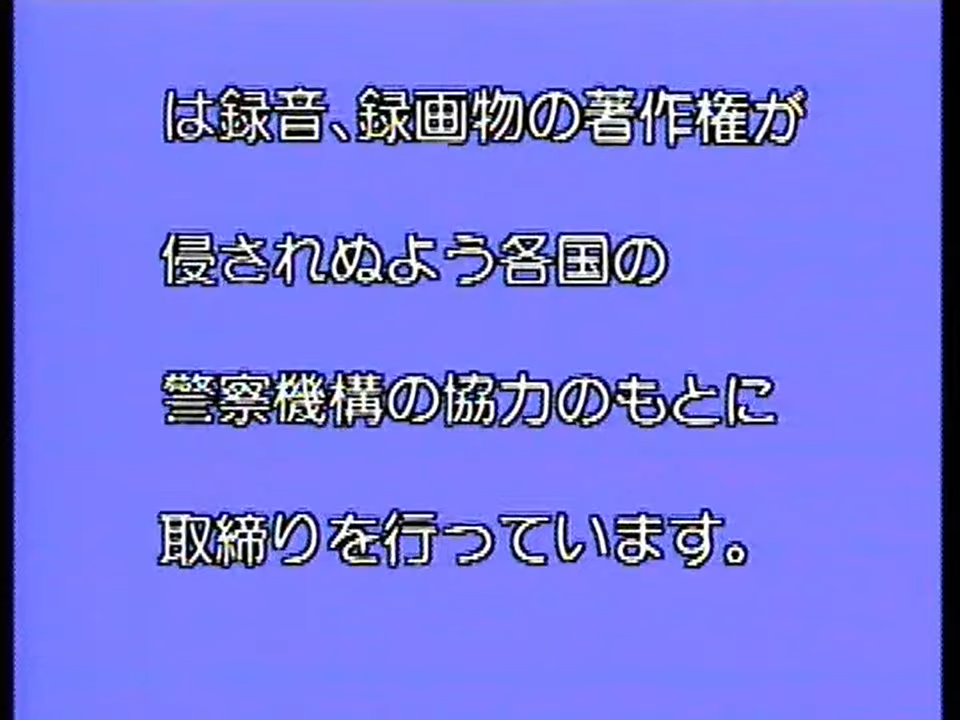 は録音、録画物の著作権が
侵されぬよう各国の
警察機構の協力のもとに
取締りを行っています。